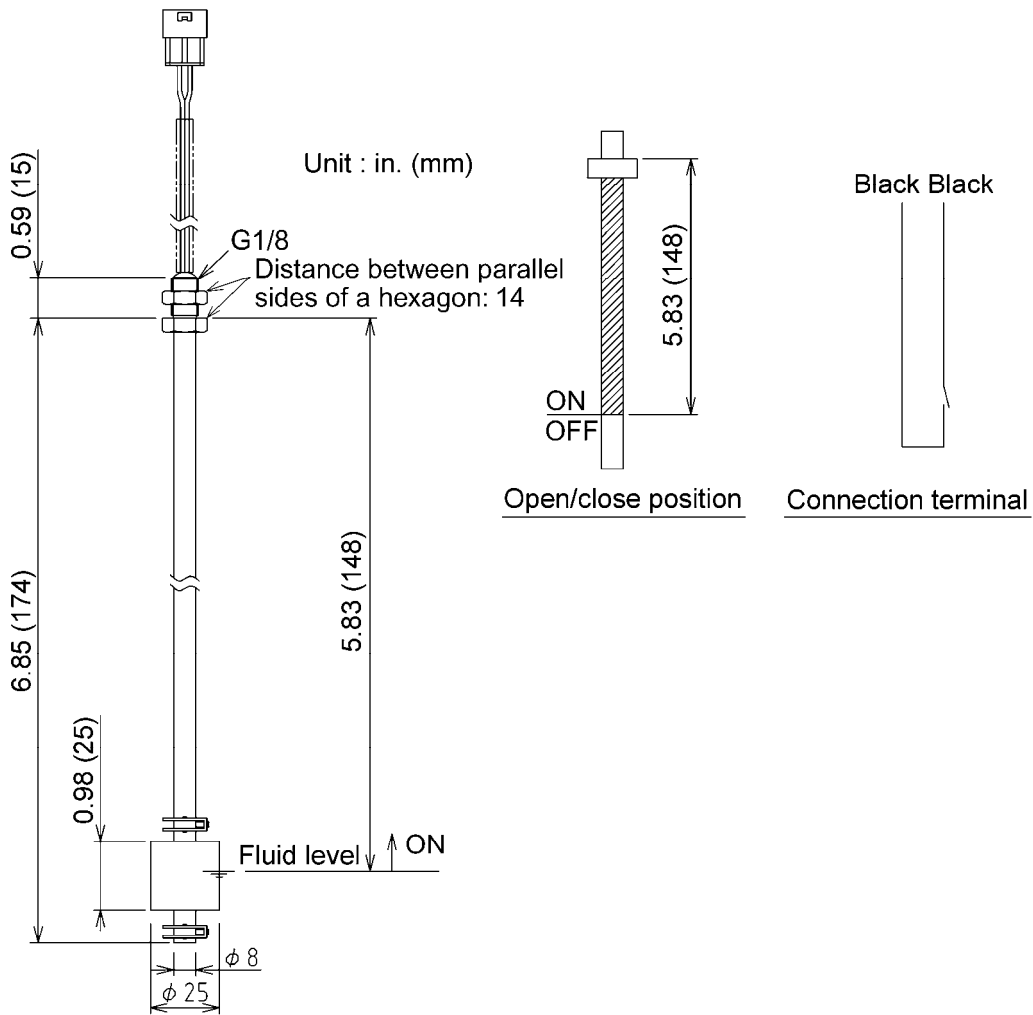 Unit : in. (mm)
0.59 (15)
G1/8
Distance between parallel
sides of a hexagon: 14
6.85 (174)
5.83 (148)
0.98 (25)
Fluid level
ON
ϕ 8
ϕ 25
5.83 (148)
ON
OFF
Open/close position
Black Black
Connection terminal